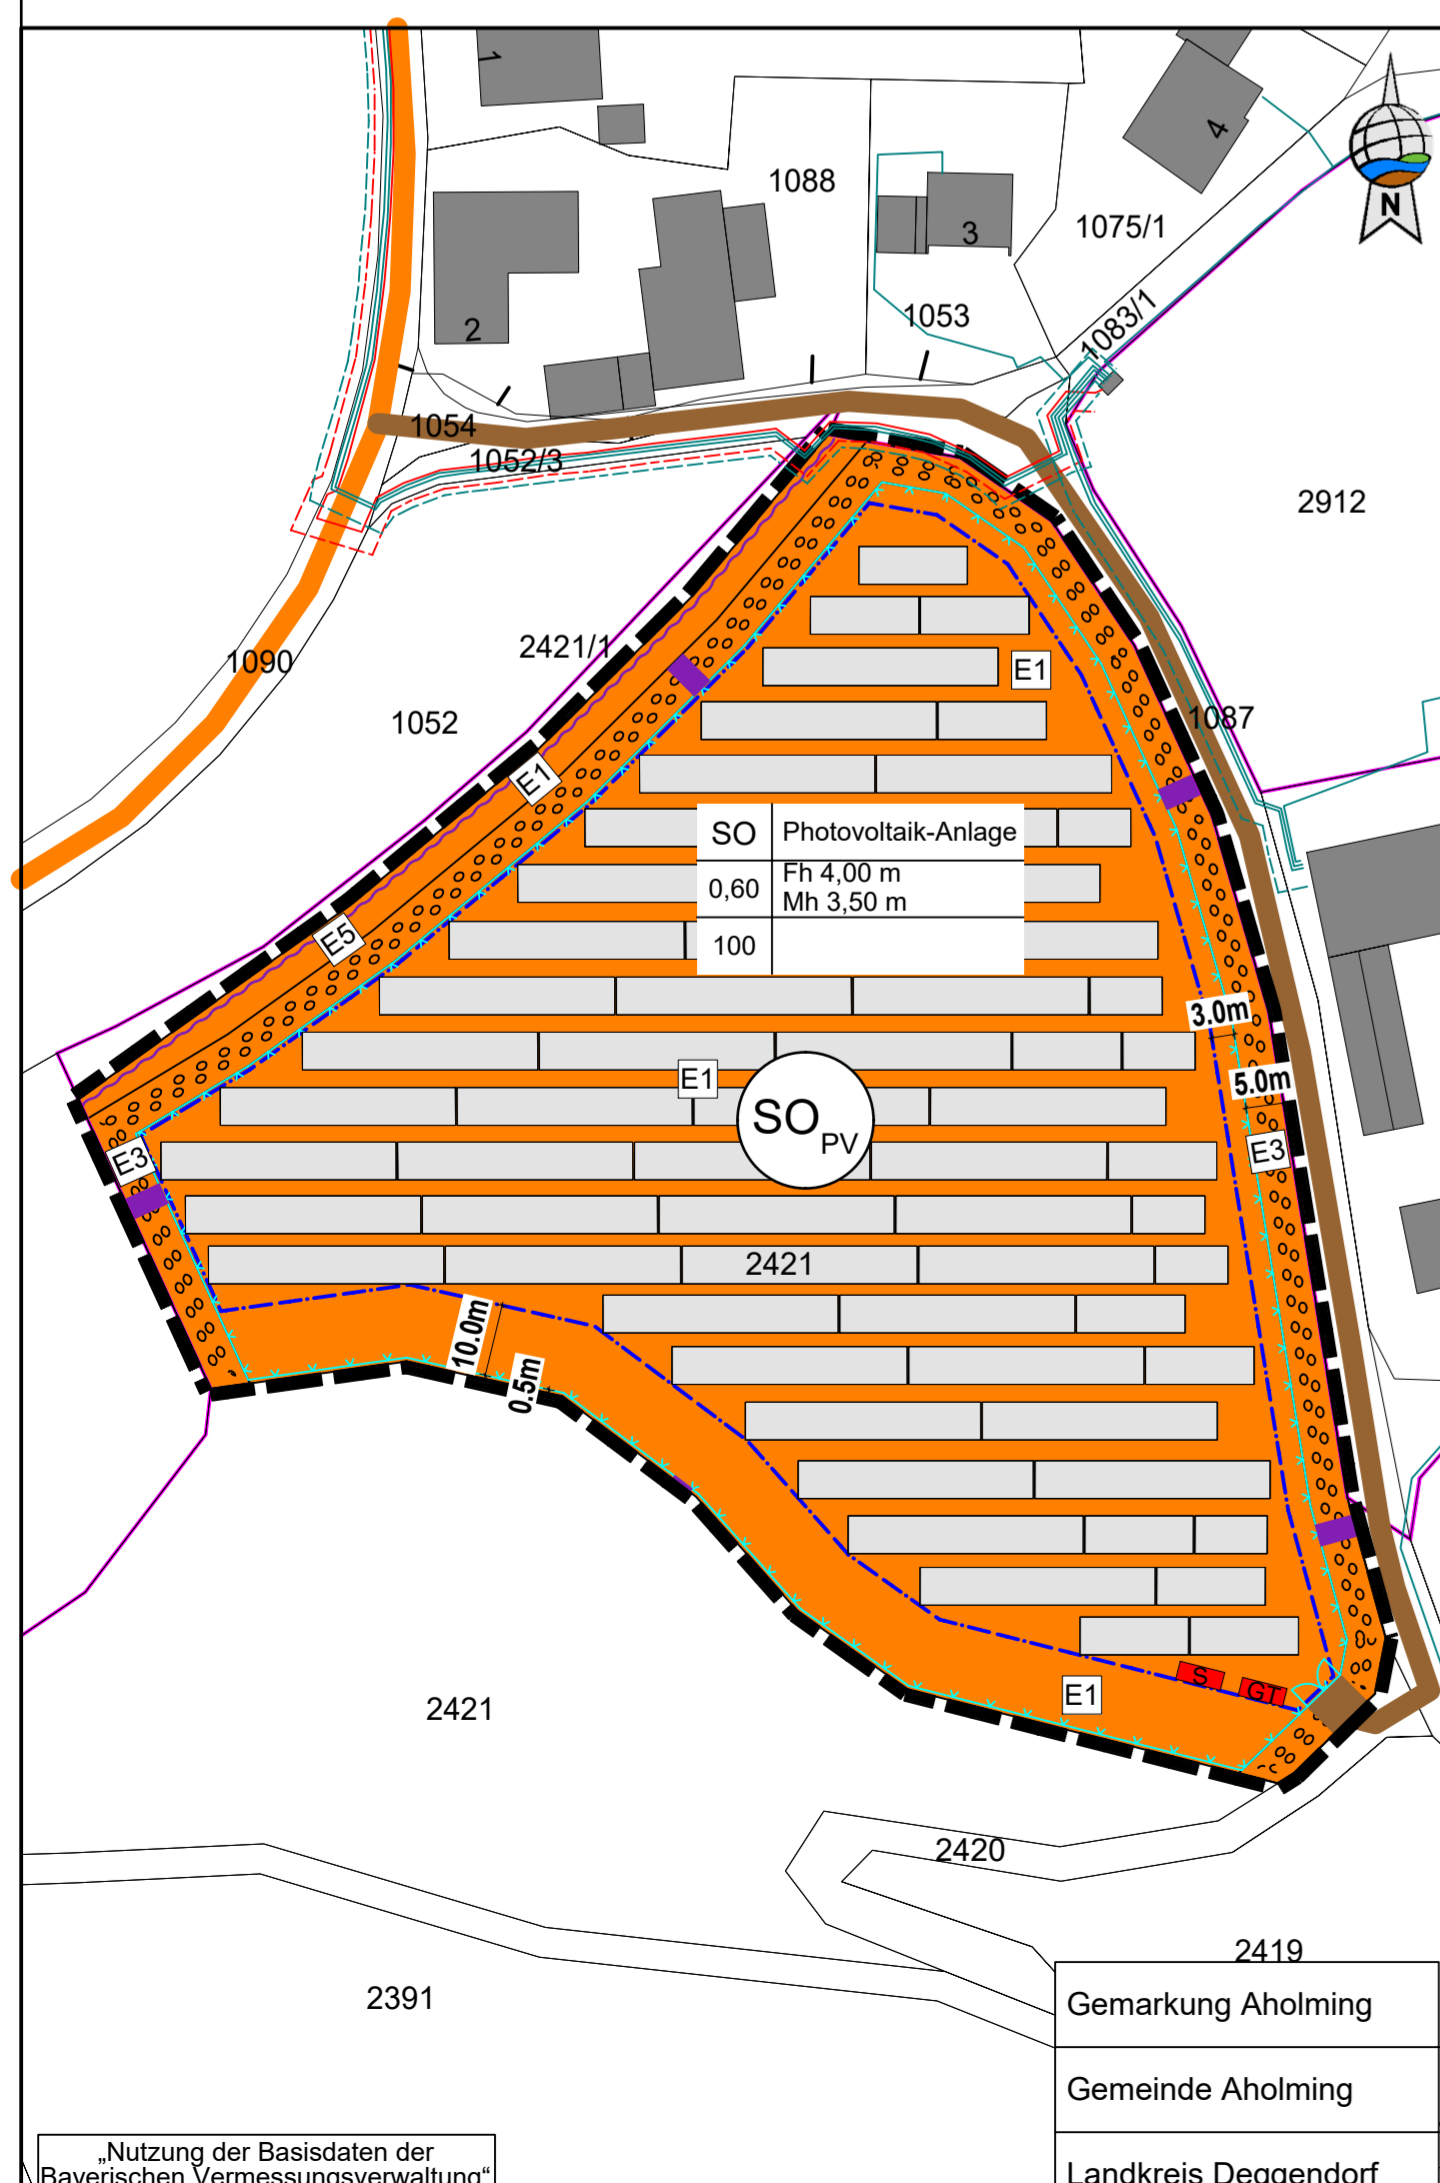 1
4
N
1088
3
1075/1
2
1053
1083/1
1054
1052/3
2912
2421/1
1090
E1
1052
1087
E1
SO Photovoltaik-Anlage
0,60 Fh 4,00 m
Mh 3,50 m
100
E5
3.0m
E1
5.0m
SO PV
E3
E3
2421
10.0m
0.5m
S
GT
E1
2421
2420
2419
2391
Gemarkung Aholming
Gemeinde Aholming
Landkreis Deggendorf
„Nutzung der Basisdaten der
Bayerischen Vermessungsverwaltung“